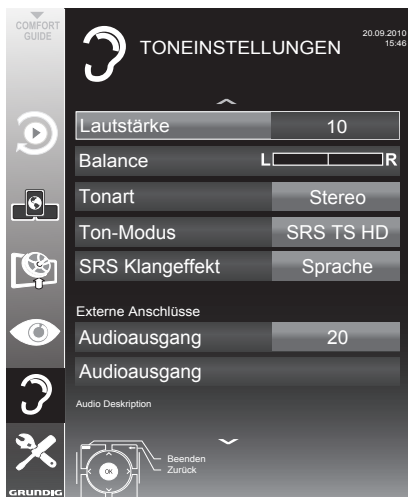 COMFORT
GUIDE
TONEINSTELLUNGEN
20.09.2010
15:46
Lautstärke 10
Balance L R
Tonart Stereo
Ton-Modus SRS TS HD
SRS Klangeffekt Sprache
Externe Anschlüsse
Audioausgang 20
Audioausgang
Audio Deskription
Beenden
Zurück
OK
GRUNDIG